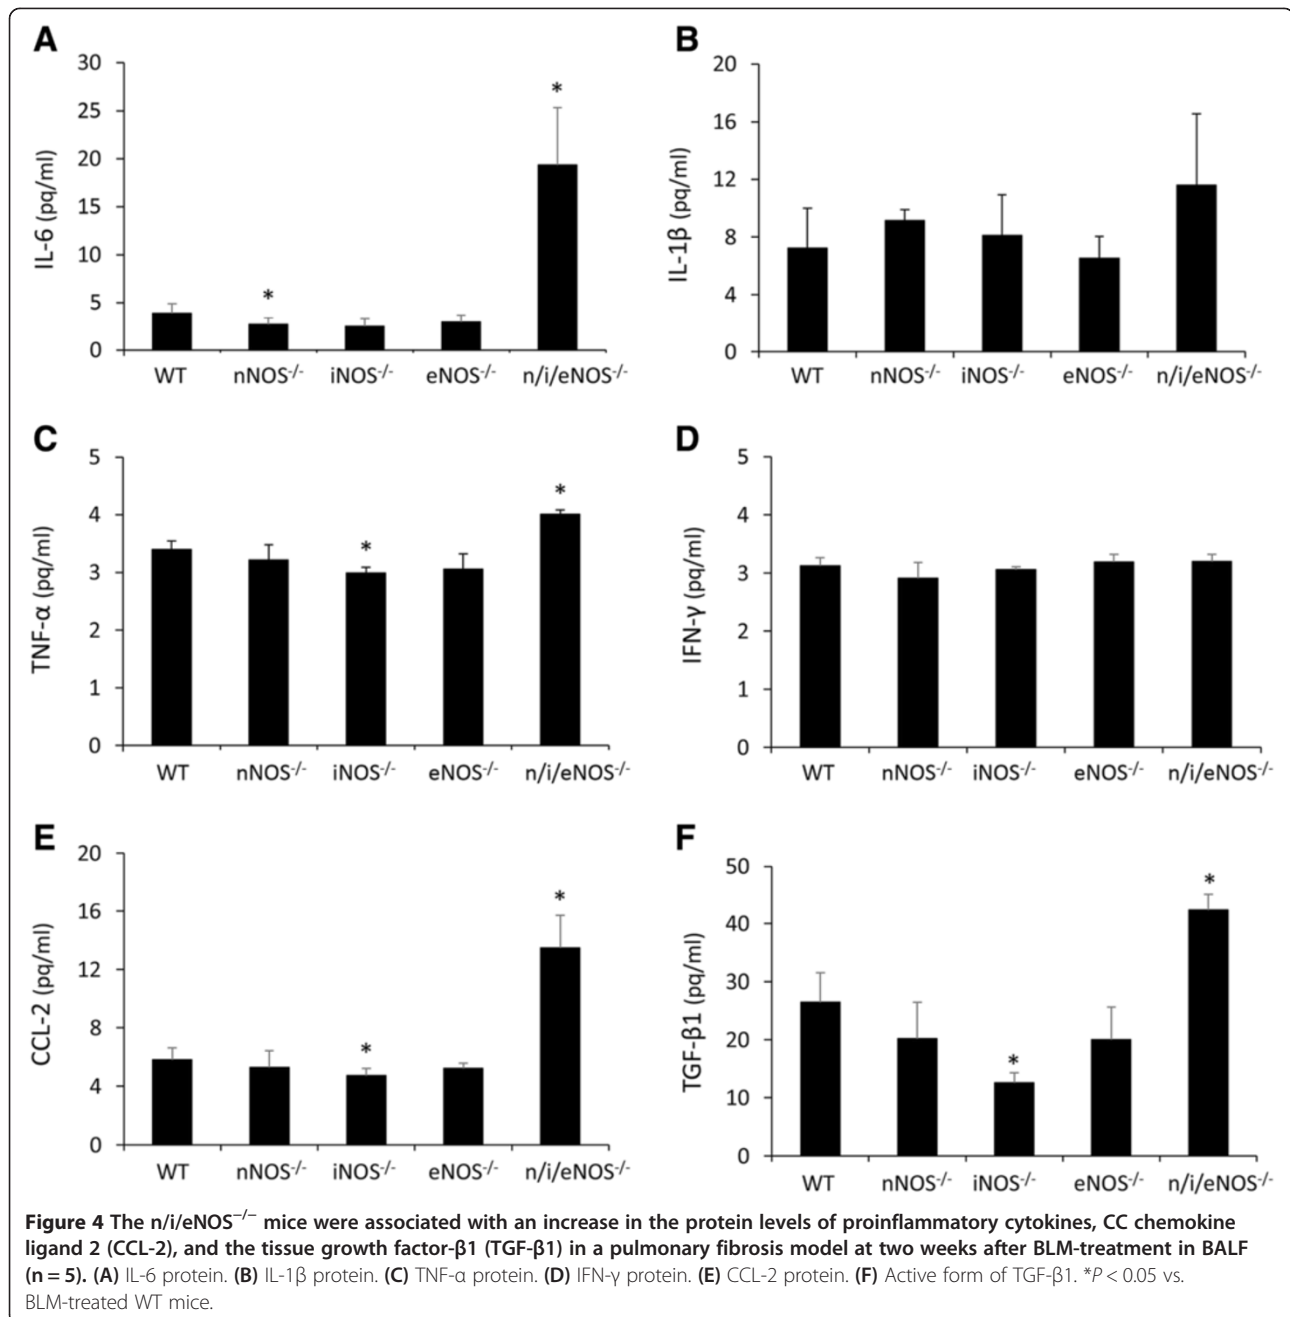 A
30
25
20
15
10
5
0
IL-6 (pq/ml)
*
*
WT nNOS-/- iNOS-/- eNOS-/- n/i/eNOS-/-
B
20
16
12
8
4
0
IL-1β (pq/ml)
WT nNOS-/- iNOS-/- eNOS-/- n/i/eNOS-/-
C
5
4
3
2
1
0
TNF-α (pq/ml)
*
*
WT nNOS-/- iNOS-/- eNOS-/- n/i/eNOS-/-
D
5
4
3
2
1
0
IFN-γ (pq/ml)
WT nNOS-/- iNOS-/- eNOS-/- n/i/eNOS-/-
E
20
16
12
8
4
0
CCL-2 (pq/ml)
*
*
WT nNOS-/- iNOS-/- eNOS-/- n/i/eNOS-/-
F
50
40
30
20
10
0
TGF-β1 (pq/ml)
*
*
WT nNOS-/- iNOS-/- eNOS-/- n/i/eNOS-/-
Figure 4 The n/i/eNOS−/− mice were associated with an increase in the protein levels of proinflammatory cytokines, CC chemokine
ligand 2 (CCL-2), and the tissue growth factor-β1 (TGF-β1) in a pulmonary fibrosis model at two weeks after BLM-treatment in BALF
(n = 5). (A) IL-6 protein. (B) IL-1β protein. (C) TNF-α protein. (D) IFN-γ protein. (E) CCL-2 protein. (F) Active form of TGF-β1. *P < 0.05 vs.
BLM-treated WT mice.